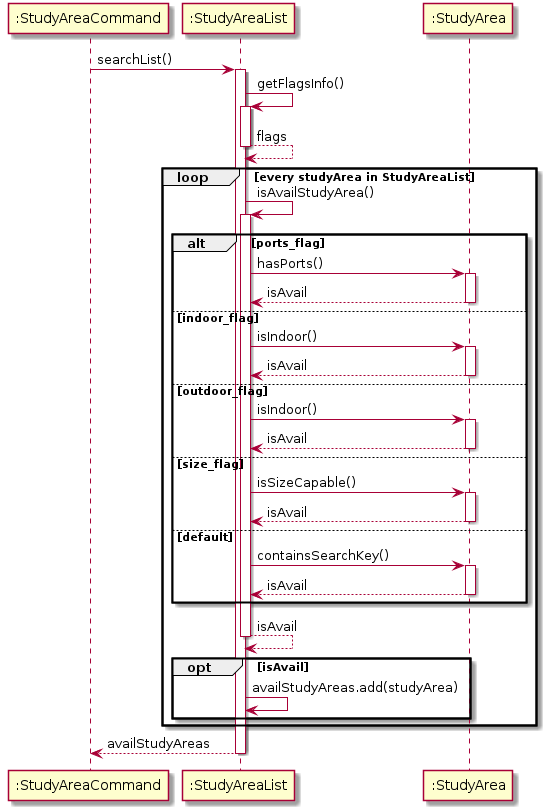 :StudyAreaCommand :StudyAreaList :StudyArea
searchList()
getFlagsInfo()
flags
loop [every studyArea in StudyAreaList]
isAvailStudyArea()
alt [ports_flag]
hasPorts()
isAvail
[indoor_flag]
isIndoor()
isAvail
[outdoor_flag]
isIndoor()
isAvail
[size_flag]
isSizeCapable()
isAvail
[default]
containsSearchKey()
isAvail
isAvail
opt [isAvail]
availStudyAreas.add(studyArea)
availStudyAreas
:StudyAreaCommand :StudyAreaList :StudyArea